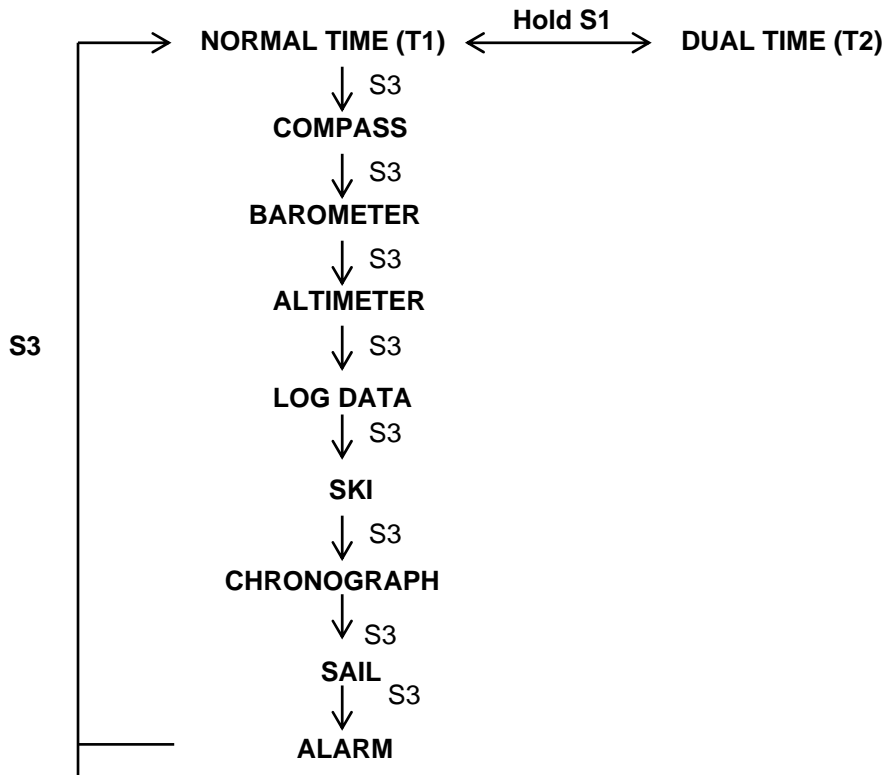 Hold S1
NORMAL TIME (T1) DUAL TIME (T2)
S3
COMPASS
S3
BAROMETER
S3
ALTIMETER
S3
S3
LOG DATA
S3
SKI
S3
CHRONOGRAPH
S3
SAIL
S3
ALARM